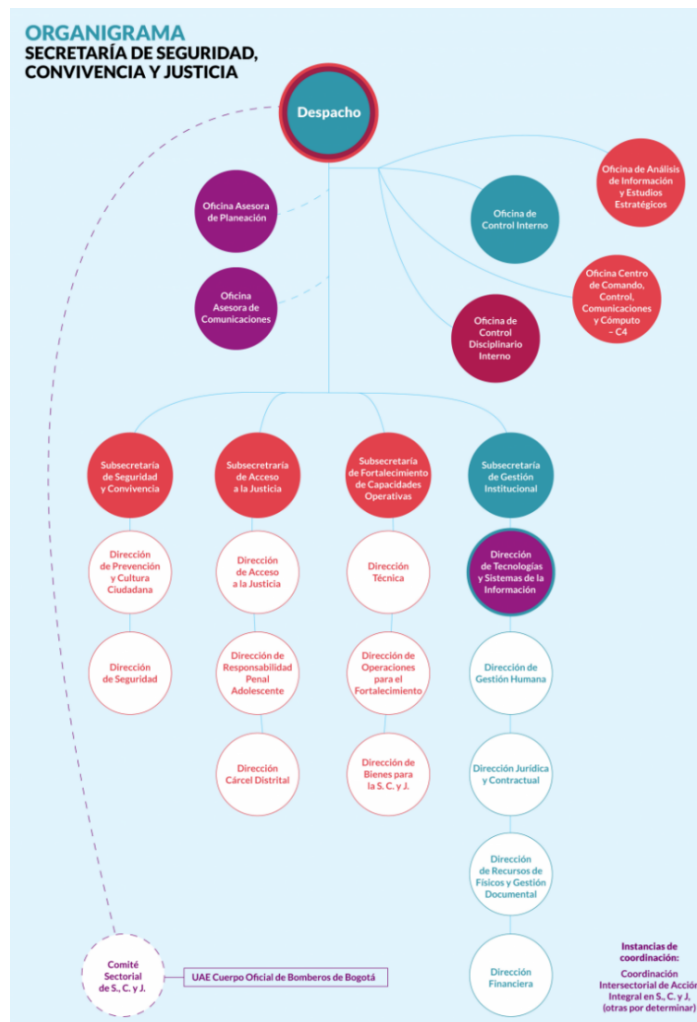 ORGANIGRAMA
SECRETARÍA DE SEGURIDAD,
CONVIVENCIA Y JUSTICIA
Despacho
Oficina Asesora
de Planeación
Oficina
Asesora de
Comunicaciones
Oficina de
Control Interno
Oficina de Análisis
de Información
y Estudios
Estratégicos
Oficina de
Control
Disciplinario
Interno
Oficina Centro
de Comando,
Control,
Comunicaciones
y Cómputo
– C4
Subsecretaría
de Seguridad
y Convivencia
Subsecretraría
de Acceso
a la Justicia
Subsecretaría
de Fortalecimiento
de Capacidades
Operativas
Subsecretaría
de Gestión
Institucional
Dirección
de Prevención
y Cultura
Ciudadana
Dirección
de Acceso
a la Justicia
Dirección
Técnica
Dirección
de Tecnologías
y Sistemas de la
Información
Dirección
de Seguridad
Dirección de
Responsabilidad
Penal
Adolescente
Dirección de
Operaciones
para el
Fortalecimiento
Dirección de
Gestión Humana
Dirección
Cárcel Distrital
Dirección de
Bienes para
la S. C. y J.
Dirección Jurídica
y Contractual
Dirección
de Recursos de
Físicos y Gestión
Documental
Dirección
Financiera
Comité
Sectorial
de S., C. y J.
UAE Cuerpo Oficial de Bomberos de Bogotá
Instancias de
coordinación:
Coordinación
Intersectorial de Acción
Integral en S., C. y J.
(otras por determinar)